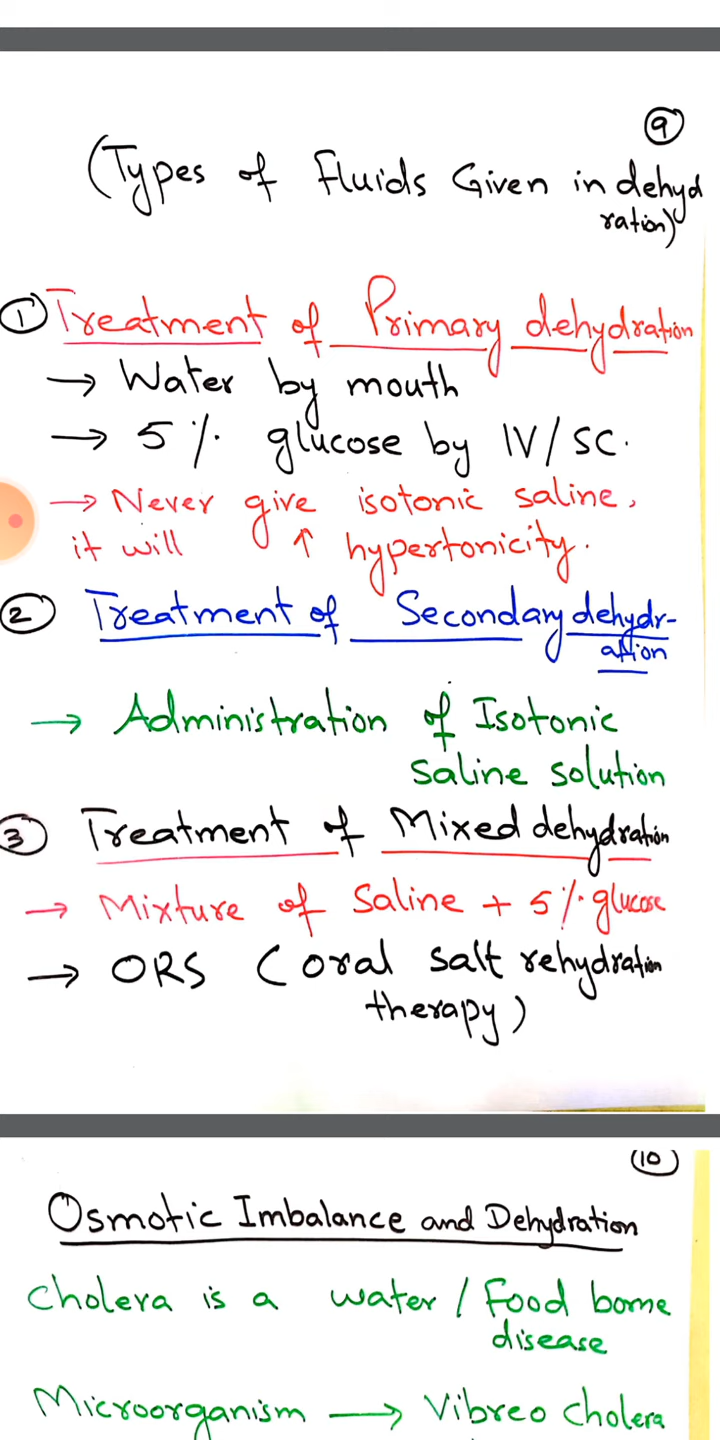 9
(Types of Fluids Given in dehyd
ration)
① Treatment of Primary dehydration
→ Water by mouth
→ 5 % glucose by IV/SC.
→ Never give isotonic saline,
it will ↑ hypertonicity.
② Treatment of Secondary dehydr-
ation
→ Administration of Isotonic
saline solution
③ Treatment of Mixed dehydration
→ Mixture of Saline + 5% glucose
→ ORS (oral salt rehydration
therapy)
10
Osmotic Imbalance and Dehydration
Cholera is a water / Food borne
disease
Microorganism → Vibreo cholera